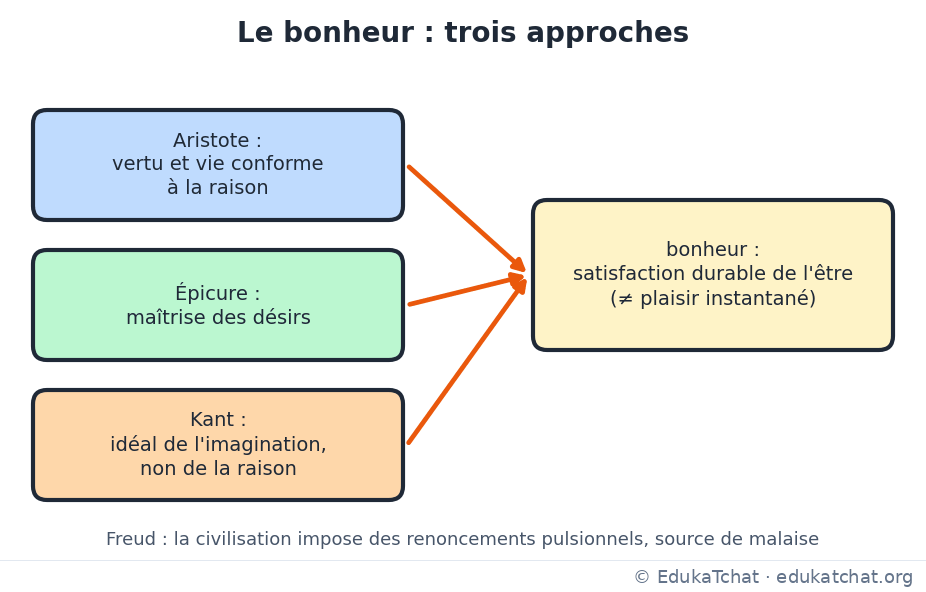 Le bonheur : trois approches
Aristote :
vertu et vie conforme
à la raison
Épicure :
maîtrise des désirs
Kant :
idéal de l'imagination,
non de la raison
bonheur :
satisfaction durable de l'être
(≠ plaisir instantané)
Freud : la civilisation impose des renoncements pulsionnels, source de malaise
© EdukaTchat · edukatchat.org